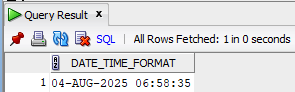 Query Result x
SQL | All Rows Fetched: 1 in 0 seconds
DATE_TIME_FORMAT
1 04-AUG-2025 06:58:35